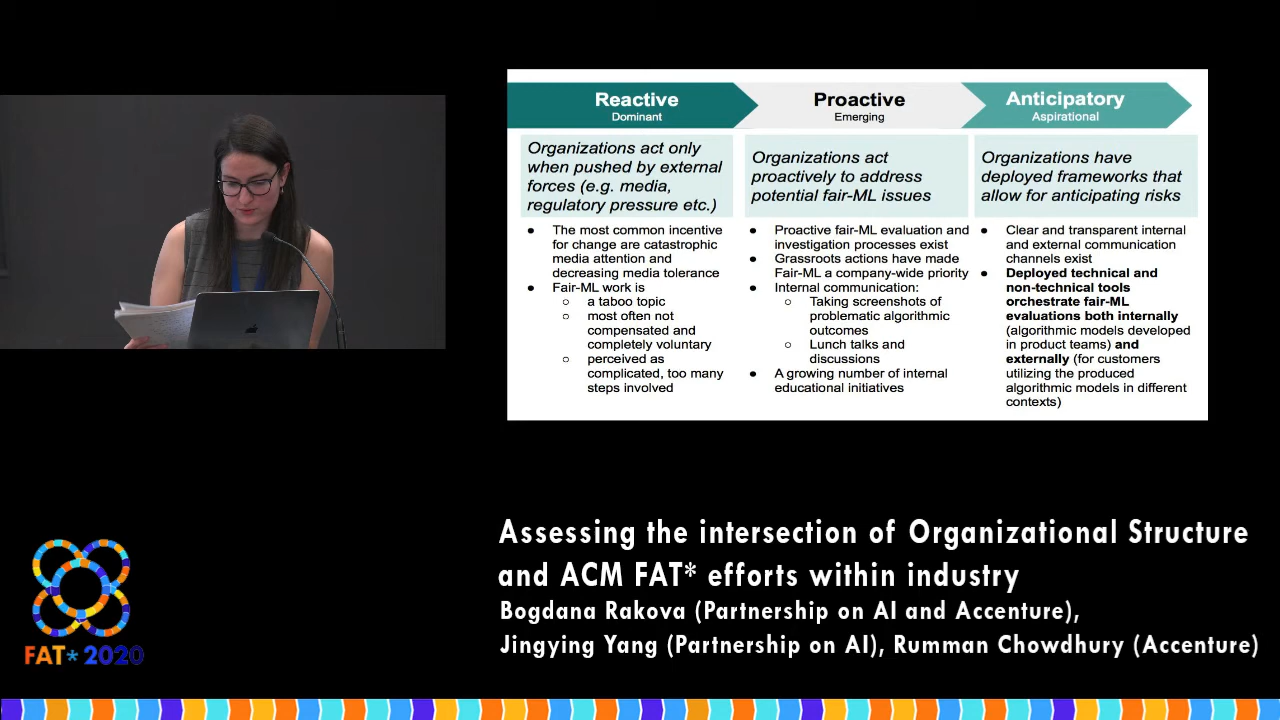 Reactive
Dominant
Organizations act only
when pushed by external
forces (e.g. media,
regulatory pressure etc.)
● The most common incentive
for change are catastrophic
media attention and
decreasing media tolerance
● Fair-ML work is
○ a taboo topic
○ most often not
compensated and
completely voluntary
○ perceived as
complicated, too many
steps involved
Proactive
Emerging
Organizations act
proactively to address
potential fair-ML issues
● Proactive fair-ML evaluation and
investigation processes exist
● Grassroots actions have made
Fair-ML a company-wide priority
● Internal communication:
○ Taking screenshots of
problematic algorithmic
outcomes
○ Lunch talks and
discussions
● A growing number of internal
educational initiatives
Anticipatory
Aspirational
Organizations have
deployed frameworks that
allow for anticipating risks
● Clear and transparent internal
and external communication
channels exist
● Deployed technical and
non-technical tools
orchestrate fair-ML
evaluations both internally
(algorithmic models developed
in product teams) and
externally (for customers
utilizing the produced
algorithmic models in different
contexts)
Assessing the intersection of Organizational Structure
and ACM FAT* efforts within industry
Bogdana Rakova (Partnership on AI and Accenture),
Jingying Yang (Partnership on AI), Rumman Chowdhury (Accenture)
FAT* 2020